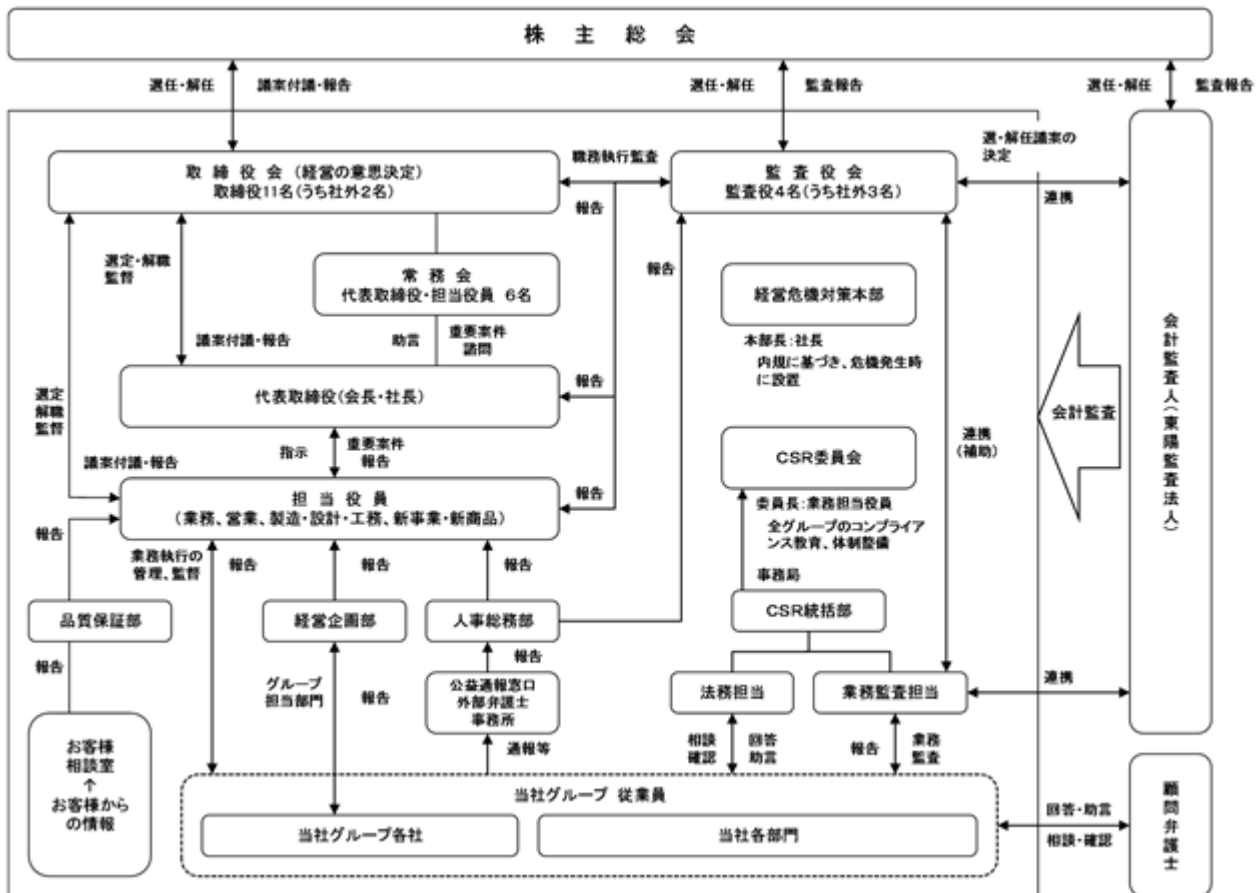 株主総会
選任・解任
議案付議・報告
選任・解任
監査報告
選任・解任
監査報告
取締役会(経営の意思決定)
取締役11名(うち社外2名)
職務執行監査
報告
監査役会
監査役4名(うち社外3名)
選・解任議案の
決定
連携
選定・解職
監督
常務会
代表取締役・担当役員 6名
報告
経営危機対策本部
本部長:社長
内規に基づき、危機発生時
に設置
議案付議・報告
助言
重要案件
諮問
代表取締役(会長・社長)
報告
会計監査
会計監査人(東陽監査法人)
選定
解職
監督
議案付議・報告
指示
重要案件
報告
CSR委員会
連携
(補助)
担当役員
(業務、営業、製造・設計・工務、新事業・新商品)
報告
委員長:業務担当役員
全グループのコンプライア
ンス教育、体制整備
報告
業務執行の
管理、監督
報告
報告
報告
事務局
品質保証部
経営企画部
人事総務部
CSR統括部
報告
グループ
担当部門
報告
報告
公益通報窓口
外部弁護士
事務所
法務担当
業務監査担当
連携
お客様
相談室
↑
お客様から
の情報
通報等
相談
確認
回答
助言
報告
業務
監査
当社グループ 従業員
当社グループ各社
当社各部門
回答・助言
相談・確認
顧問弁護士